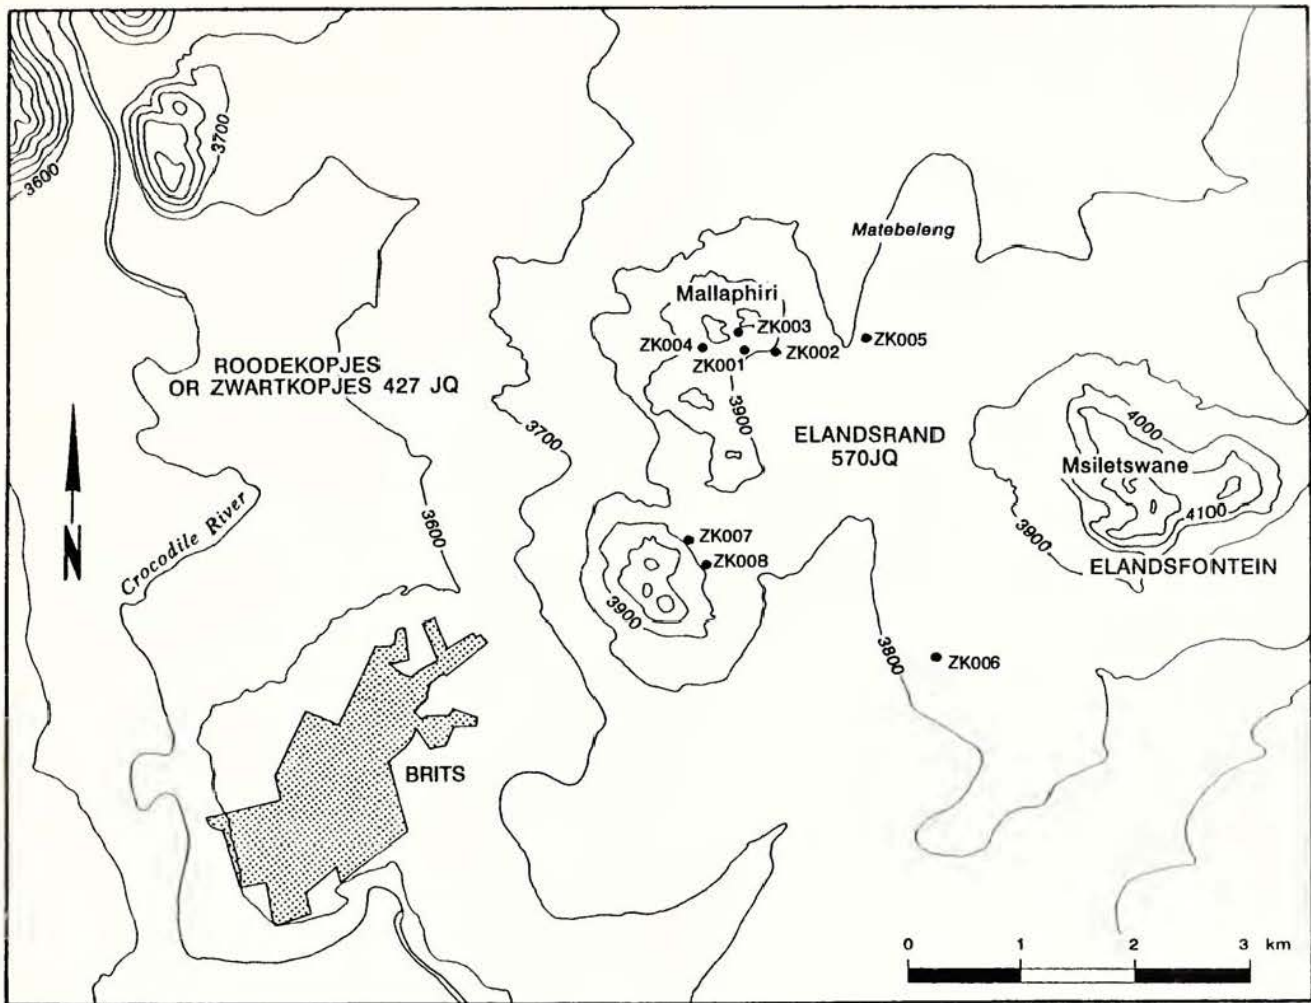 3600
3700
Matebeleng
Mallaphiri
ZK003
ZK004
ZK001
ZK002
ZK005
ROODEKOPJES
OR ZWARTKOPJES 427 JQ
3900
3700
ELANDSRAND
570JQ
4000
Msiletswane
4100
3900
ELANDSFONTEIN
Crocodile River
N
3600
ZK007
ZK008
3900
3800
ZK006
BRITS
0 1 2 3 km